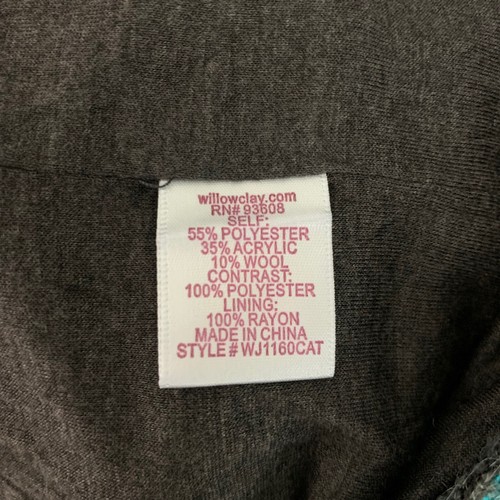 willowclay.com
RN# 93608
SELF:
55% POLYESTER
35% ACRYLIC
10% WOOL
CONTRAST:
100% POLYESTER
LINING:
100% RAYON
MADE IN CHINA
STYLE # WJ1160CAT